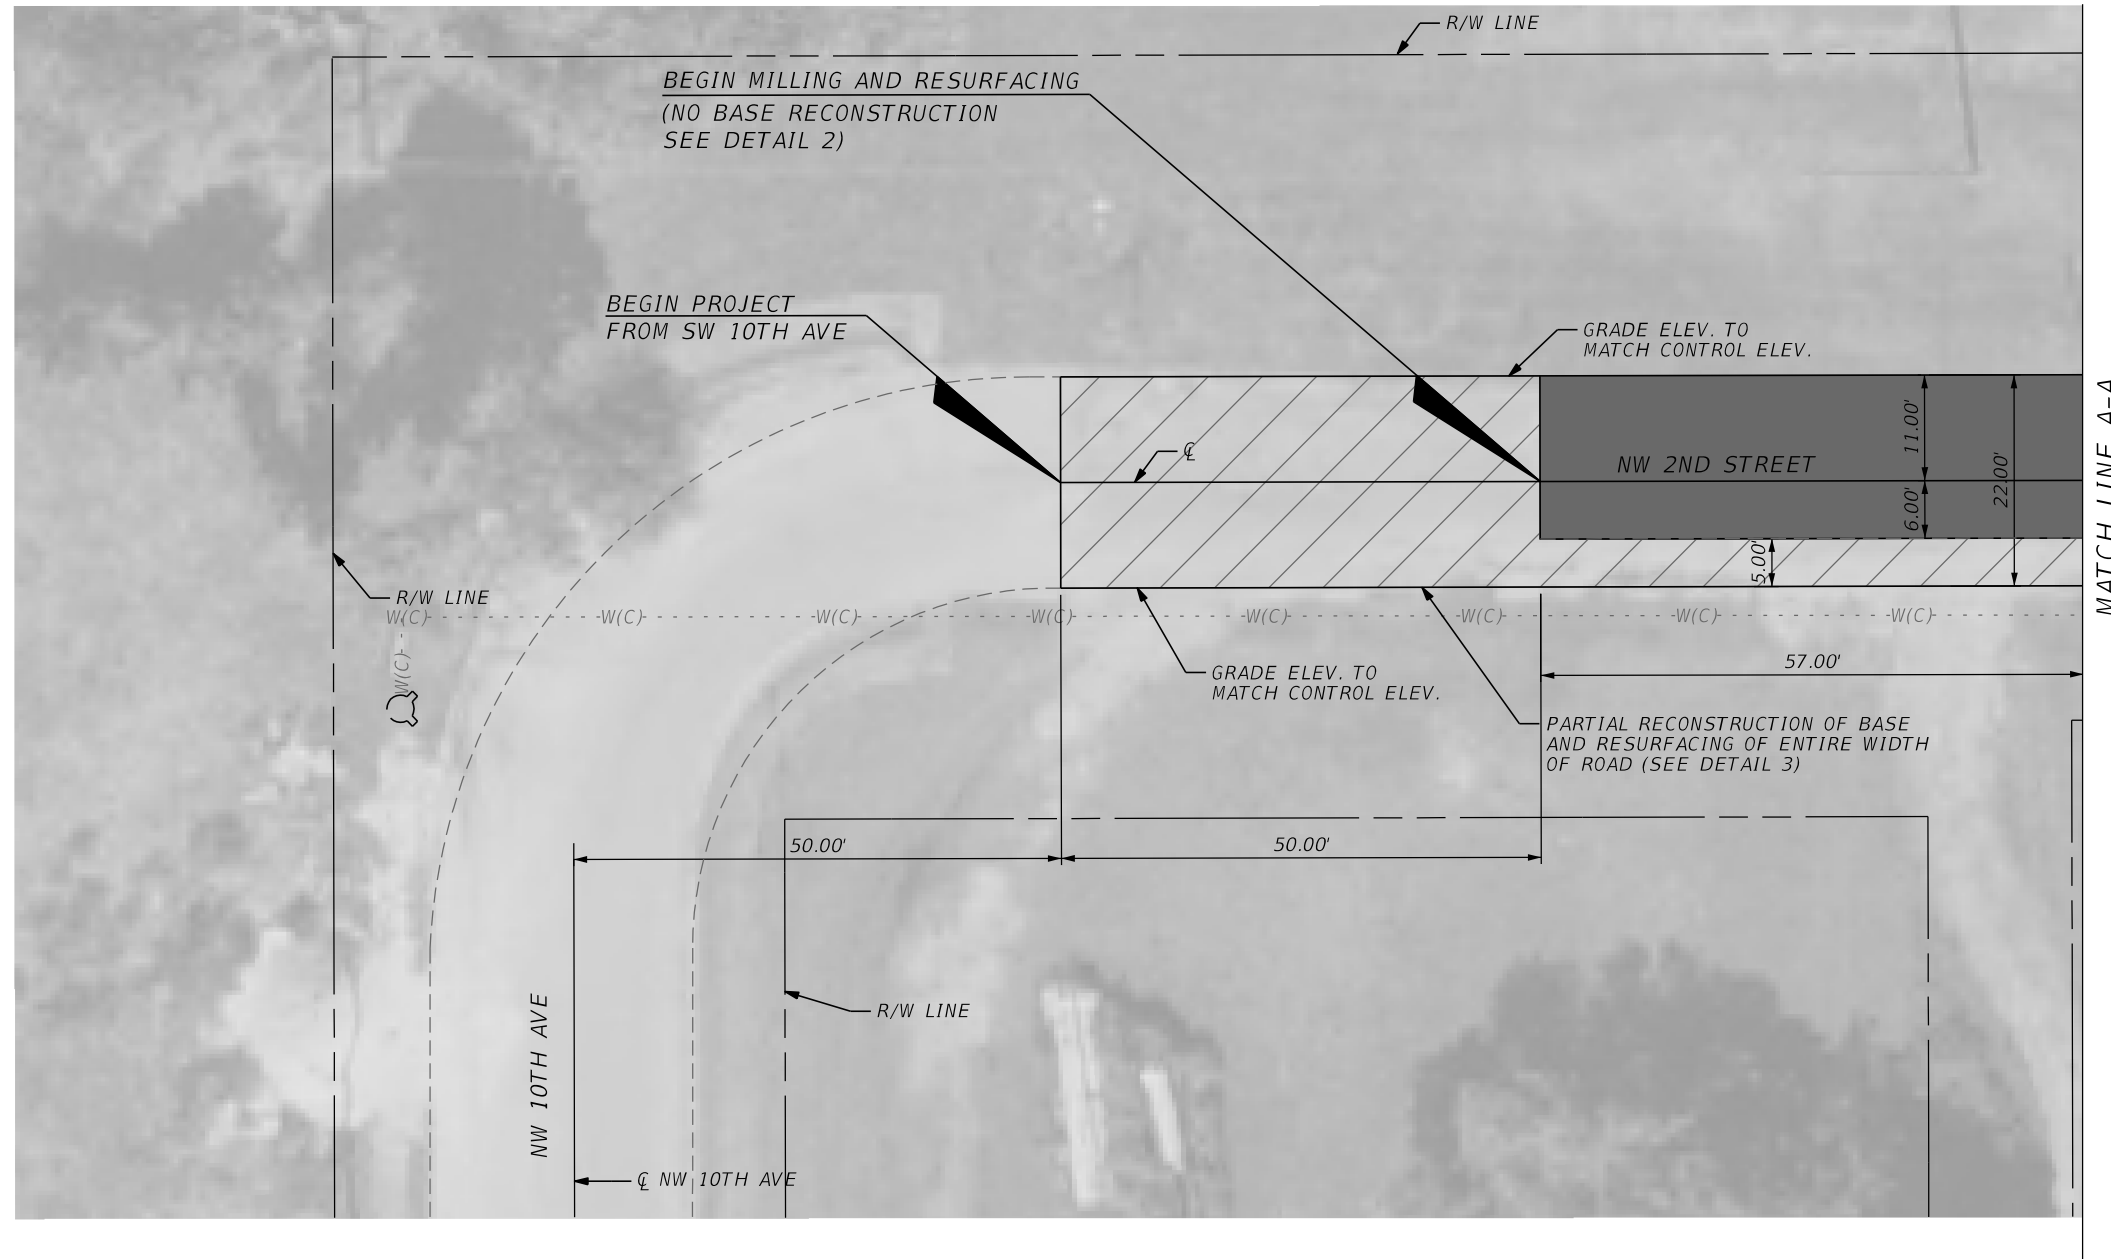 R/W LINE
BEGIN MILLING AND RESURFACING
(NO BASE RECONSTRUCTION
SEE DETAIL 2)
BEGIN PROJECT
FROM SW 10TH AVE
GRADE ELEV. TO
MATCH CONTROL ELEV.
℄
NW 2ND STREET
11.00'
6.00'
22.00'
5.00'
MATCH LINE A-A
R/W LINE
W(C) W(C) W(C) W(C) W(C) W(C) W(C) W(C)
W(C)
57.00'
GRADE ELEV. TO
MATCH CONTROL ELEV.
PARTIAL RECONSTRUCTION OF BASE
AND RESURFACING OF ENTIRE WIDTH
OF ROAD (SEE DETAIL 3)
50.00'
50.00'
R/W LINE
NW 10TH AVE
℄ NW 10TH AVE